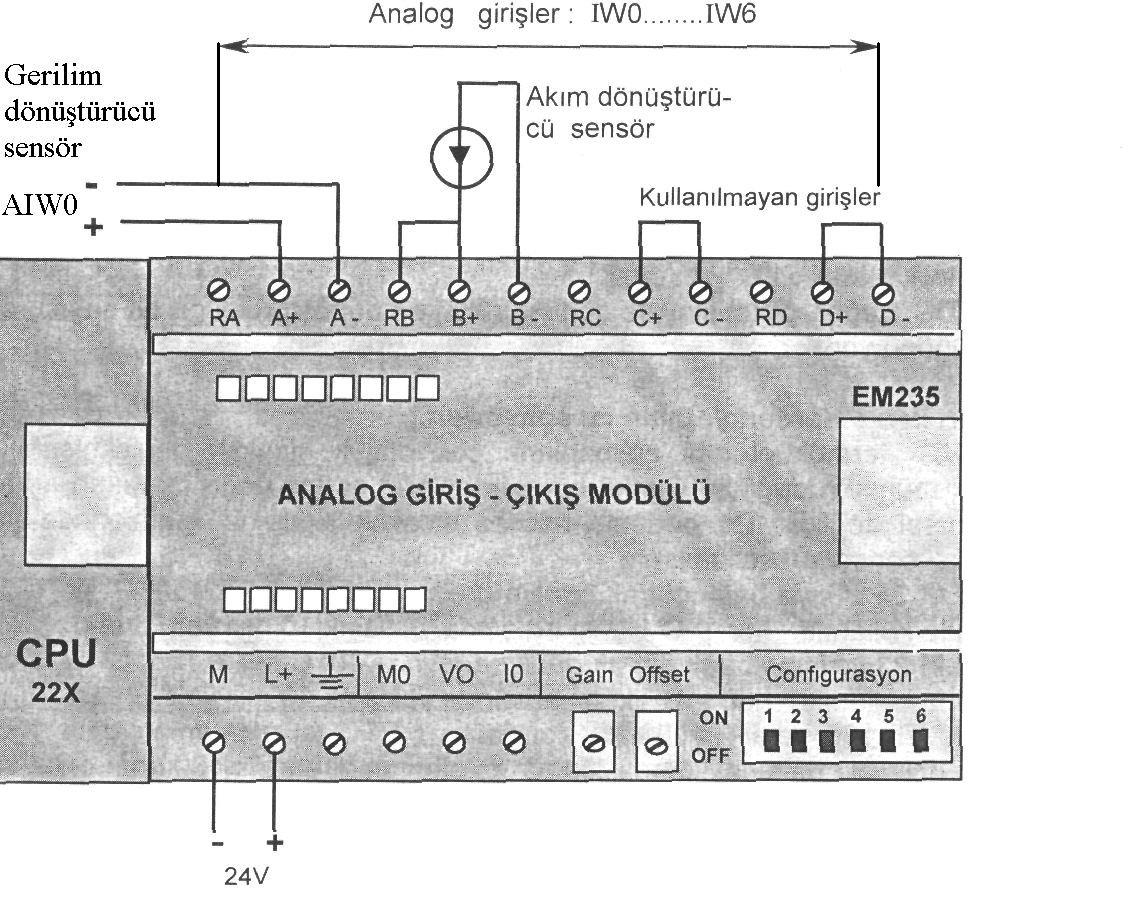 Analog girişler : IW0........IW6
Gerilim
dönüştürücü
sensör
Akım dönüştürü-
cü sensör
-
AIW0
+
Kullanılmayan girişler
RA A+ A - RB B+ B - RC C+ C - RD D+ D -
EM235
ANALOG GİRİŞ - ÇIKIŞ MODÜLÜ
CPU
22X
M L+ M0 VO I0 Gaın Offset Confıgurasyon
ON 1 2 3 4 5 6
OFF
- +
24V